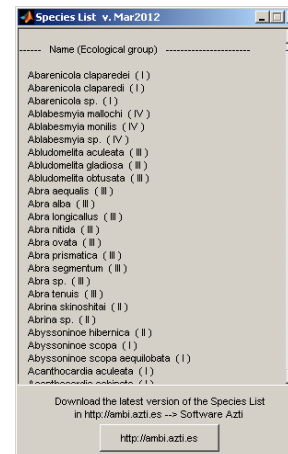 Species List v. Mar2012
------ Name (Ecological group) ------------------------
Abarenicola claparedei ( I )
Abarenicola claparedi ( I )
Abarenicola sp. ( I )
Ablabesmyia mallochi ( IV )
Ablabesmyia monilis ( IV )
Ablabesmyia sp. ( IV )
Abludomelita aculeata ( III )
Abludomelita gladiosa ( III )
Abludomelita obtusata ( III )
Abra aequalis ( III )
Abra alba ( III )
Abra longicallus ( III )
Abra nitida ( III )
Abra ovata ( III )
Abra prismatica ( III )
Abra segmentum ( III )
Abra sp. ( III )
Abra tenuis ( III )
Abrina skinoshitai ( II )
Abrina sp. ( II )
Abyssoninoe hibernica ( II )
Abyssoninoe scopa ( I )
Abyssoninoe scopa aequilobata ( I )
Acanthocardia aculeata ( I )
Download the latest version of the Species List
in http://ambi.azti.es --> Software Azti
http://ambi.azti.es